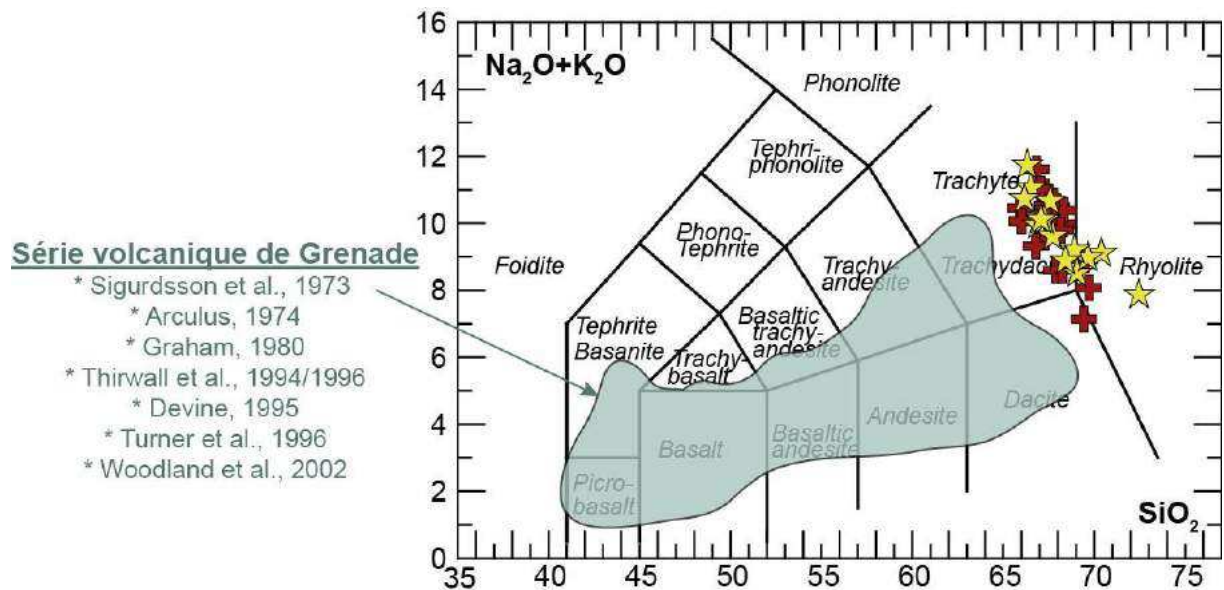 16
14
12
10
8
6
4
2
0
Na₂O+K₂O
Phonolite
Tephri-
phonolite
Trachyte
Phono-
Tephrite
Foidite
Trachy-
andesite
Trachydac
Rhyolite
Tephrite
Basanite
Basaltic
trachy-
andesite
Trachy-
basalt
Basalt
Basaltic
andesite
Andesite
Dacite
Picro-
basalt
SiO₂
35 40 45 50 55 60 65 70 75
Série volcanique de Grenade
* Sigurdsson et al., 1973
* Arculus, 1974
* Graham, 1980
* Thirwall et al., 1994/1996
* Devine, 1995
* Turner et al., 1996
* Woodland et al., 2002